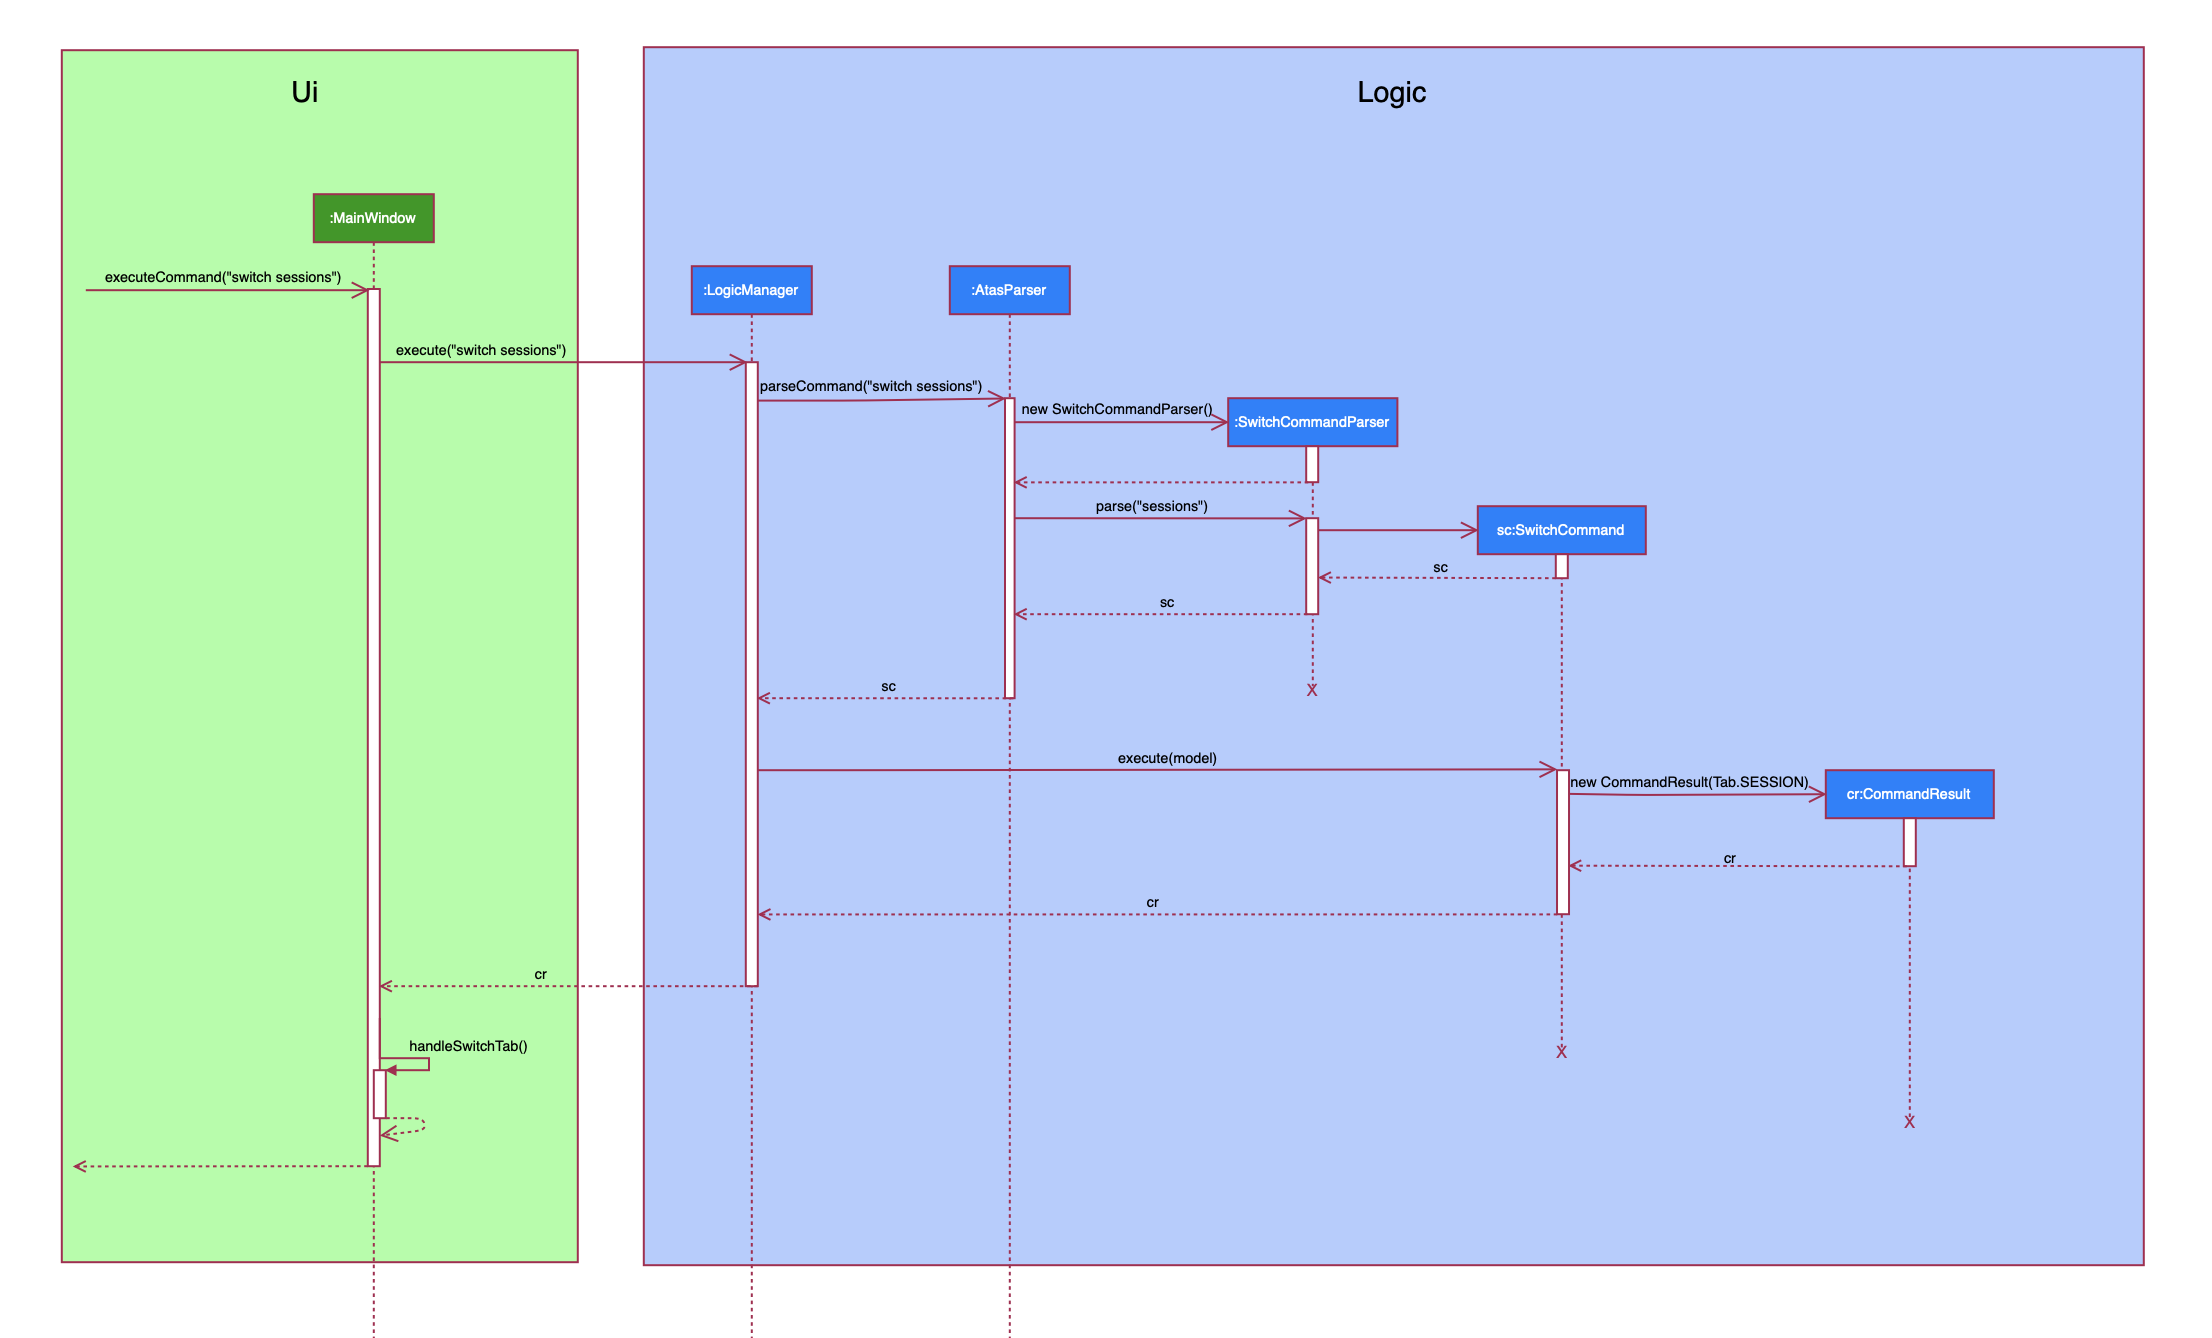 Ui
Logic
:MainWindow
executeCommand("switch sessions")
:LogicManager
:AtasParser
execute("switch sessions")
parseCommand("switch sessions")
new SwitchCommandParser()
:SwitchCommandParser
parse("sessions")
sc:SwitchCommand
sc
sc
sc
X
execute(model)
new CommandResult(Tab.SESSION)
cr:CommandResult
cr
cr
cr
handleSwitchTab()
X
X